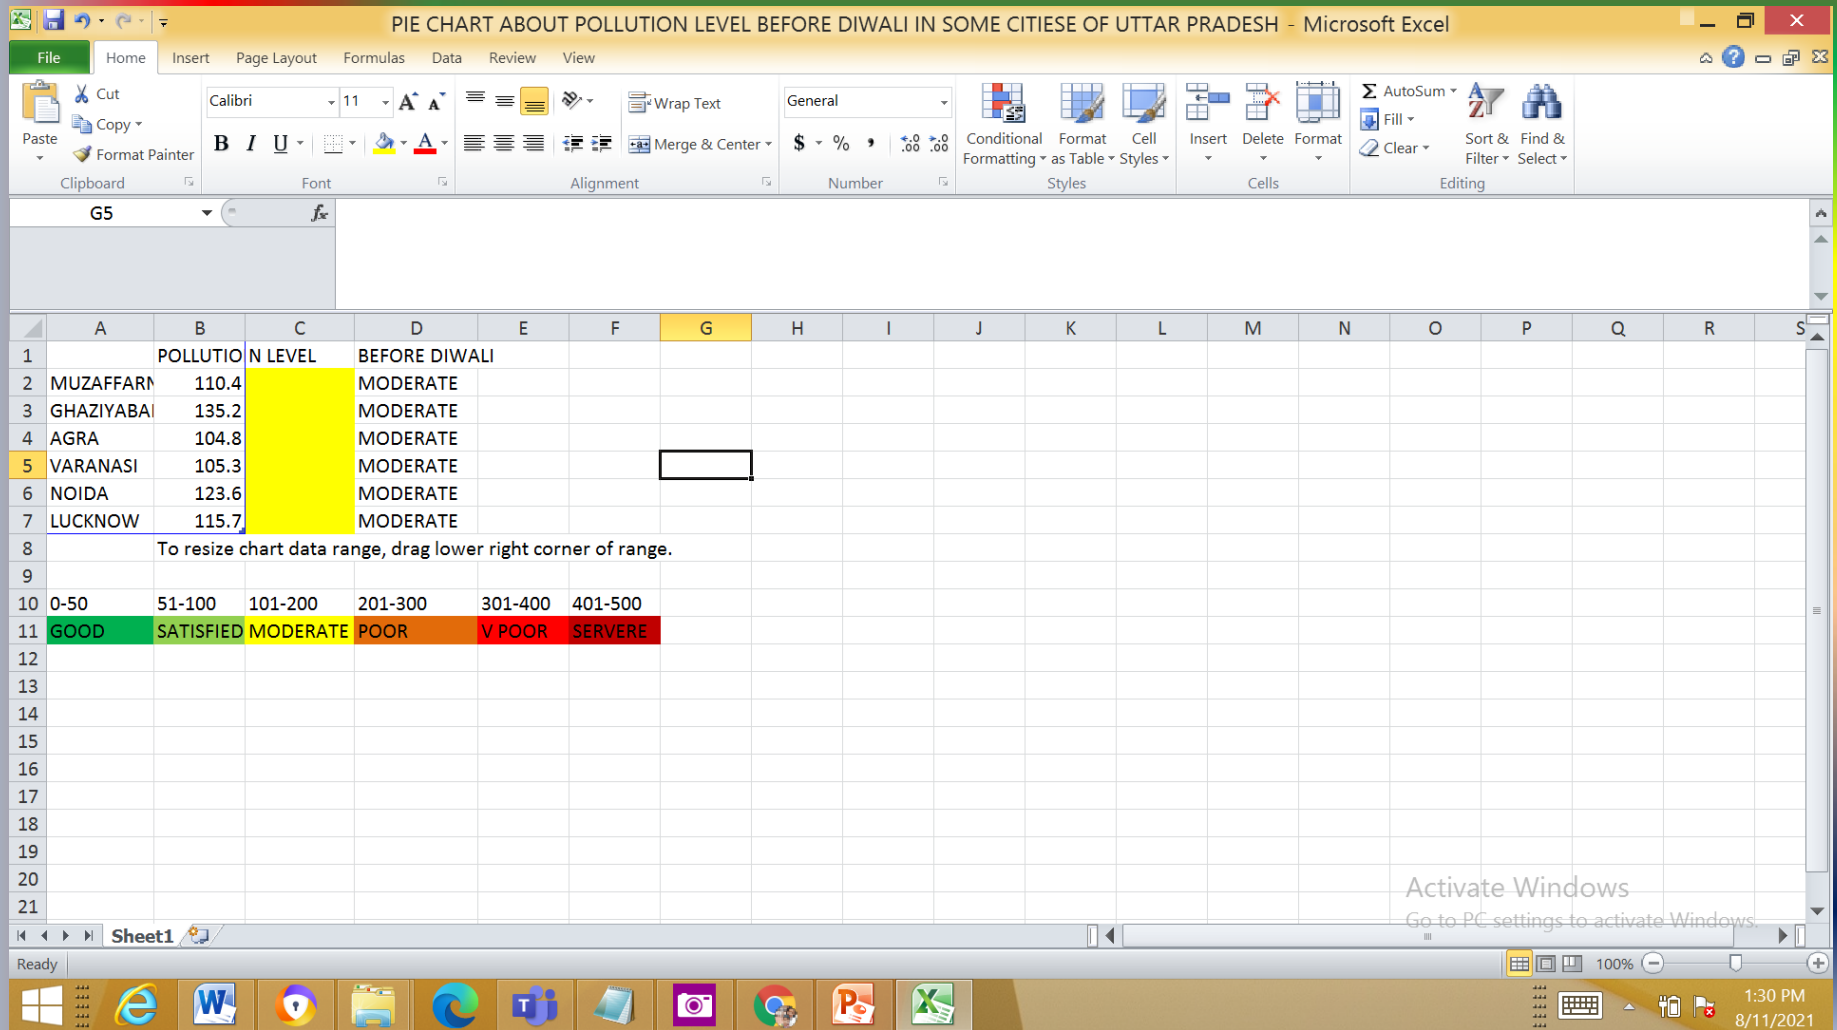 PIE CHART ABOUT POLLUTION LEVEL BEFORE DIWALI IN SOME CITIESE OF UTTAR PRADESH - Microsoft Excel
File Home Insert Page Layout Formulas Data Review View
Cut
Copy
Format Painter
Paste
Clipboard
Calibri 11
B I U
Font
Wrap Text
Merge & Center
Alignment
General
$ % ,
Number
Conditional Formatting
Format as Table
Cell Styles
Styles
Insert Delete Format
Cells
Σ AutoSum
Fill
Clear
Sort & Filter
Find & Select
Editing
G5 fx
A B C D E F G H I J K L M N O P Q R S
1 POLLUTIO N LEVEL BEFORE DIWALI
2 MUZAFFARN 110.4 MODERATE
3 GHAZIYABAI 135.2 MODERATE
4 AGRA 104.8 MODERATE
5 VARANASI 105.3 MODERATE
6 NOIDA 123.6 MODERATE
7 LUCKNOW 115.7 MODERATE
8 To resize chart data range, drag lower right corner of range.
9
10 0-50 51-100 101-200 201-300 301-400 401-500
11 GOOD SATISFIED MODERATE POOR V POOR SERVERE
12
13
14
15
16
17
18
19
20
21
Activate Windows
Go to PC settings to activate Windows.
Sheet1
Ready 100%
1:30 PM
8/11/2021